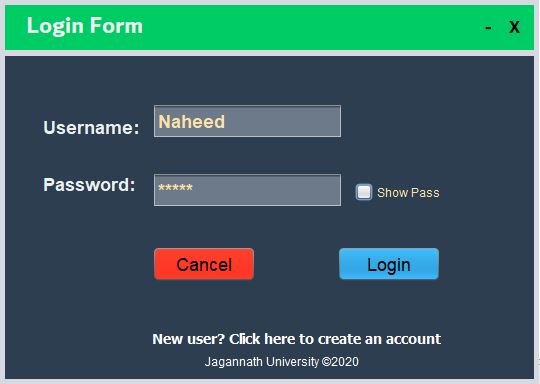 Login Form - X
Username: Naheed
Password: ***** Show Pass
Cancel Login
New user? Click here to create an account
Jagannath University ©2020